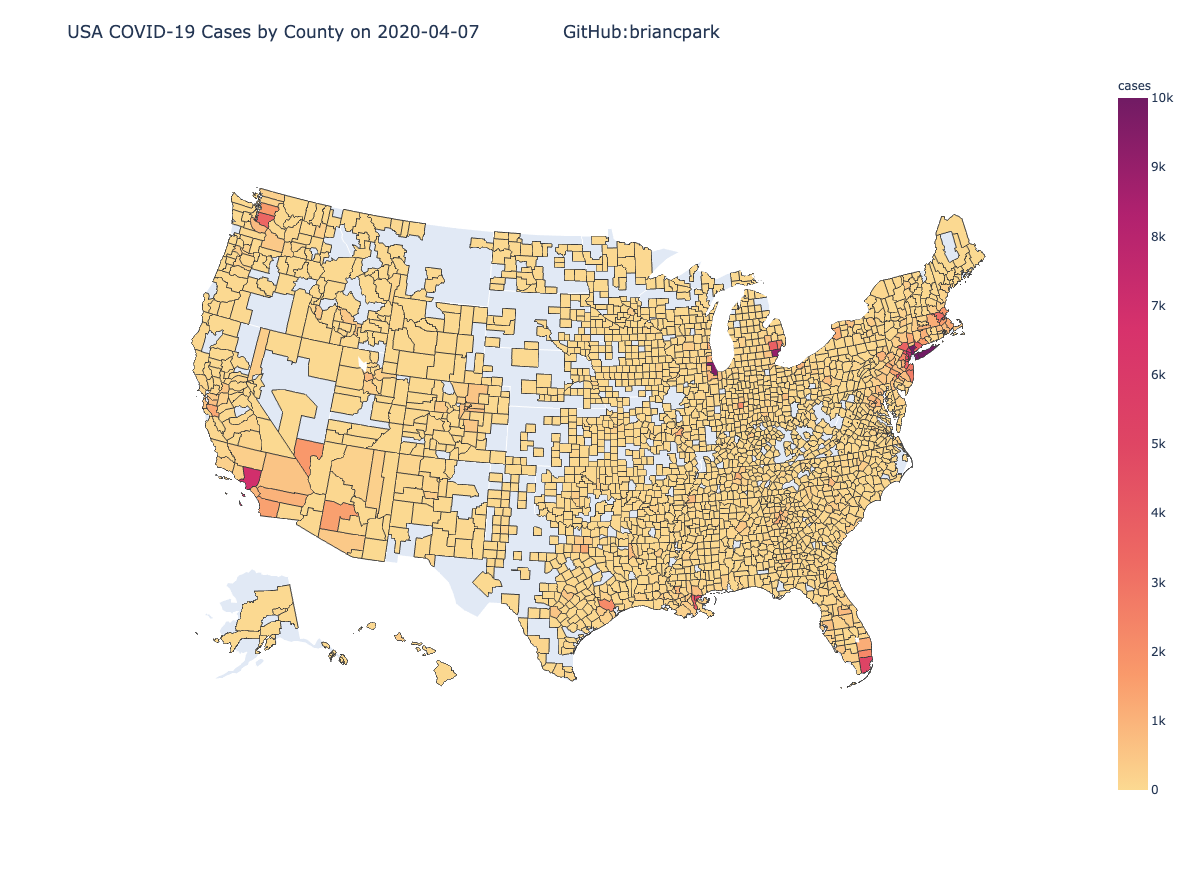 USA COVID-19 Cases by County on 2020-04-07 GitHub:briancpark
cases
10k
9k
8k
7k
6k
5k
4k
3k
2k
1k
0